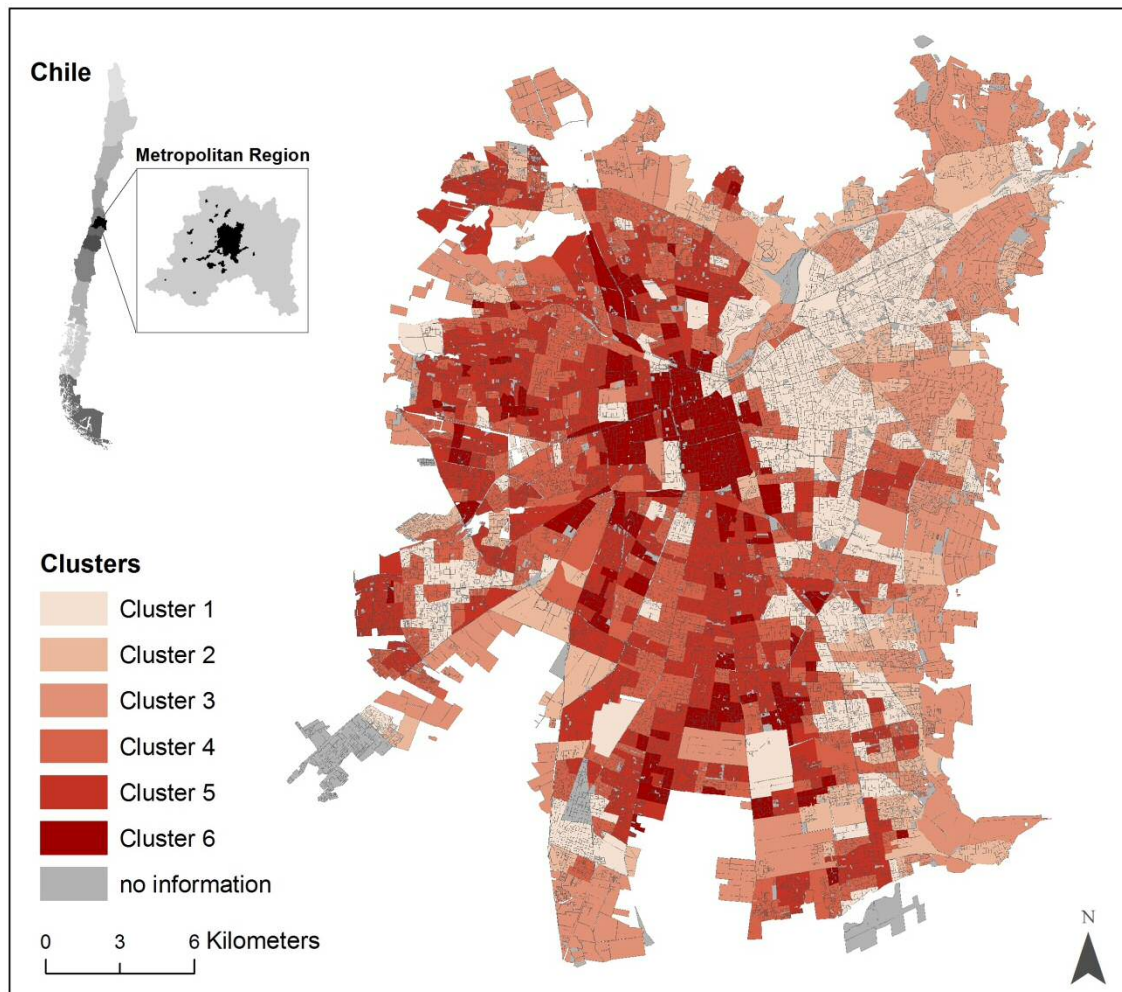 Chile
Metropolitan Region
Clusters
Cluster 1
Cluster 2
Cluster 3
Cluster 4
Cluster 5
Cluster 6
no information
0 3 6 Kilometers
N